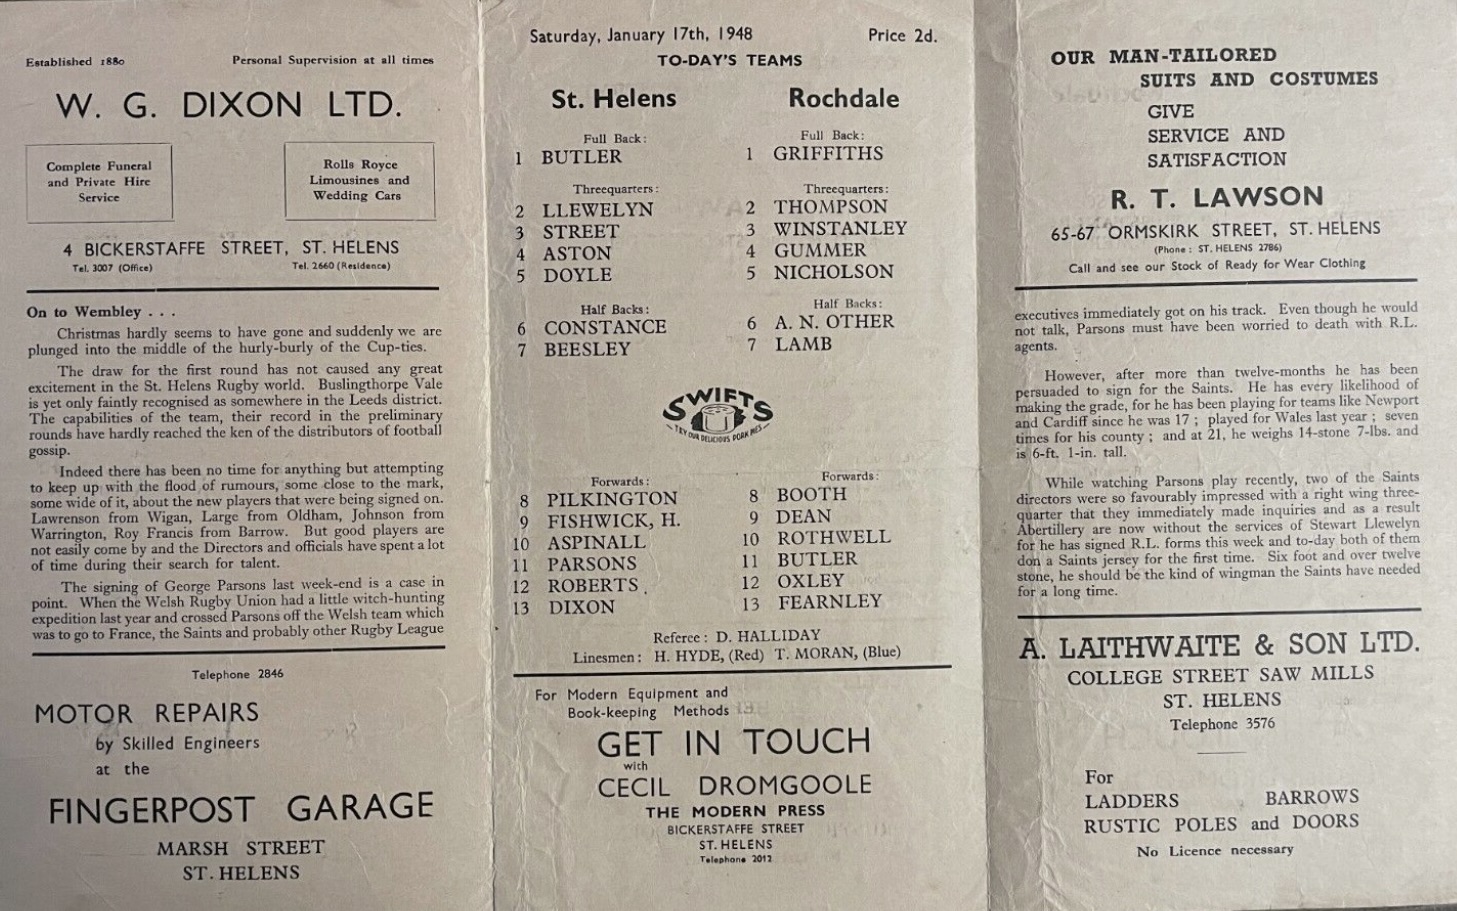 Established 1880 Personal Supervision at all times
W. G. DIXON LTD.
Complete Funeral
and Private Hire
Service
Rolls Royce
Limousines and
Wedding Cars
4 BICKERSTAFFE STREET, ST. HELENS
Tel. 3007 (Office) Tel. 2660 (Residence)
On to Wembley . . .
Christmas hardly seems to have gone and suddenly we are
plunged into the middle of the hurly-burly of the Cup-ties.
The draw for the first round has not caused any great
excitement in the St. Helens Rugby world. Buslingthorpe Vale
is yet only faintly recognised as somewhere in the Leeds district.
The capabilities of the team, their record in the preliminary
rounds have hardly reached the ken of the distributors of football
gossip.
Indeed there has been no time for anything but attempting
to keep up with the flood of rumours, some close to the mark,
some wide of it, about the new players that were being signed on.
Lawrenson from Wigan, Large from Oldham, Johnson from
Warrington, Roy Francis from Barrow. But good players are
not easily come by and the Directors and officials have spent a lot
of time during their search for talent.
The signing of George Parsons last week-end is a case in
point. When the Welsh Rugby Union had a little witch-hunting
expedition last year and crossed Parsons off the Welsh team which
was to go to France, the Saints and probably other Rugby League
Telephone 2846
MOTOR REPAIRS
by Skilled Engineers
at the
FINGERPOST GARAGE
MARSH STREET
ST. HELENS
Saturday, January 17th, 1948 Price 2d.
TO-DAY'S TEAMS
St. Helens Rochdale
Full Back: Full Back:
1 BUTLER 1 GRIFFITHS
Threequarters: Threequarters:
2 LLEWELYN 2 THOMPSON
3 STREET 3 WINSTANLEY
4 ASTON 4 GUMMER
5 DOYLE 5 NICHOLSON
Half Backs: Half Backs:
6 CONSTANCE 6 A. N. OTHER
7 BEESLEY 7 LAMB
SWIFTS
TRY OUR DELICIOUS PORK PIES
Forwards: Forwards:
8 PILKINGTON 8 BOOTH
9 FISHWICK, H. 9 DEAN
10 ASPINALL 10 ROTHWELL
11 PARSONS 11 BUTLER
12 ROBERTS 12 OXLEY
13 DIXON 13 FEARNLEY
Referee: D. HALLIDAY
Linesmen: H. HYDE, (Red) T. MORAN, (Blue)
For Modern Equipment and
Book-keeping Methods
GET IN TOUCH
with
CECIL DROMGOOLE
THE MODERN PRESS
BICKERSTAFFE STREET
ST. HELENS
Telephone 2012
OUR MAN-TAILORED
SUITS AND COSTUMES
GIVE
SERVICE AND
SATISFACTION
R. T. LAWSON
65-67 ORMSKIRK STREET, ST. HELENS
(Phone: ST. HELENS 2786)
Call and see our Stock of Ready for Wear Clothing
executives immediately got on his track. Even though he would
not talk, Parsons must have been worried to death with R.L.
agents.
However, after more than twelve-months he has been
persuaded to sign for the Saints. He has every likelihood of
making the grade, for he has been playing for teams like Newport
and Cardiff since he was 17; played for Wales last year; seven
times for his county; and at 21, he weighs 14-stone 7-lbs. and
is 6-ft. 1-in. tall.
While watching Parsons play recently, two of the Saints
directors were so favourably impressed with a right wing three-
quarter that they immediately made inquiries and as a result
Abertillery are now without the services of Stewart Llewelyn
for he has signed R.L. forms this week and to-day both of them
don a Saints jersey for the first time. Six foot and over twelve
stone, he should be the kind of wingman the Saints have needed
for a long time.
A. LAITHWAITE & SON LTD.
COLLEGE STREET SAW MILLS
ST. HELENS
Telephone 3576
For
LADDERS BARROWS
RUSTIC POLES and DOORS
No Licence necessary